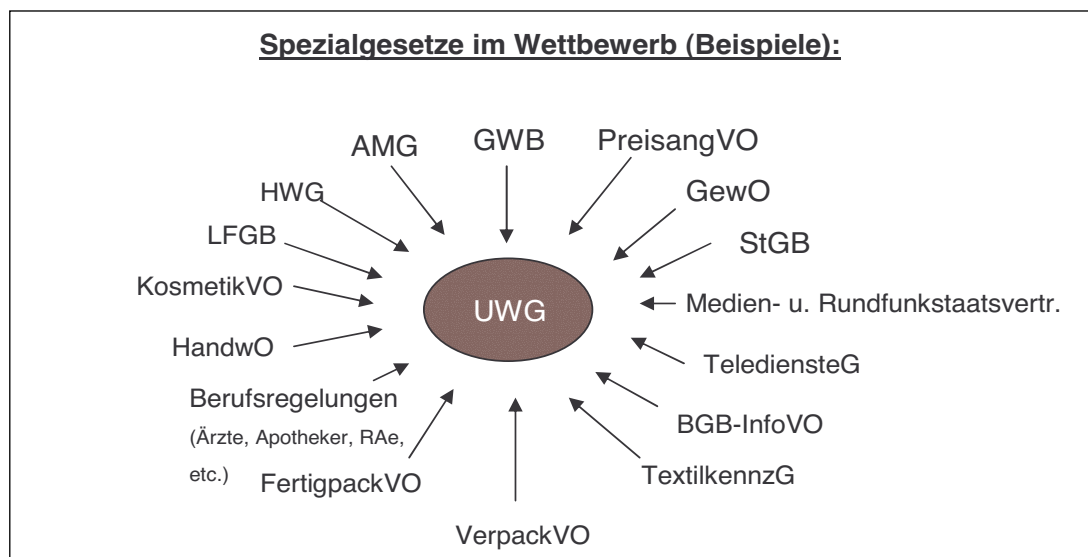 Spezialgesetze im Wettbewerb (Beispiele):
AMG
GWB
PreisangVO
HWG
GewO
LFGB
StGB
KosmetikVO
UWG
Medien- u. Rundfunkstaatsvertr.
HandwO
TelediensteG
Berufsregelungen
(Ärzte, Apotheker, RAe,
etc.)
BGB-InfoVO
FertigpackVO
TextilkennzG
VerpackVO